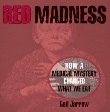 RED MADNESS
HOW A
MEDICAL MYSTERY
CHANGED
WHAT WE EAT
Gail Jarrow